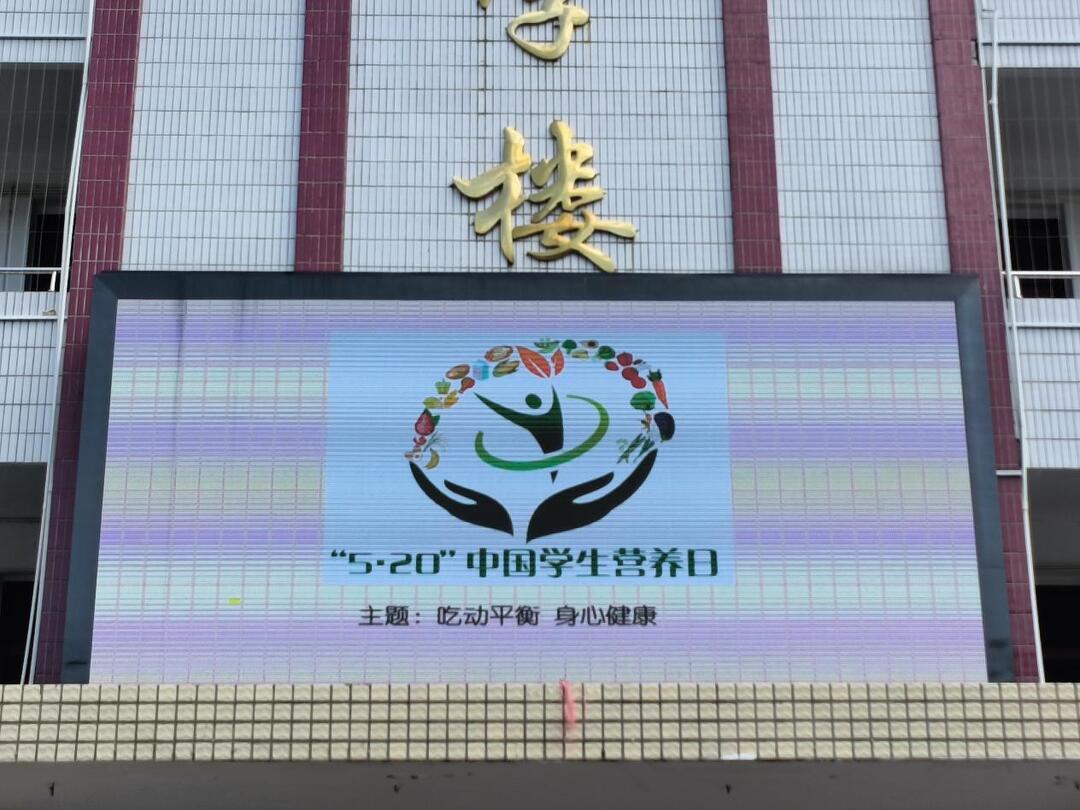 学
楼
“5·20”中国学生营养日
主题：吃动平衡 身心健康